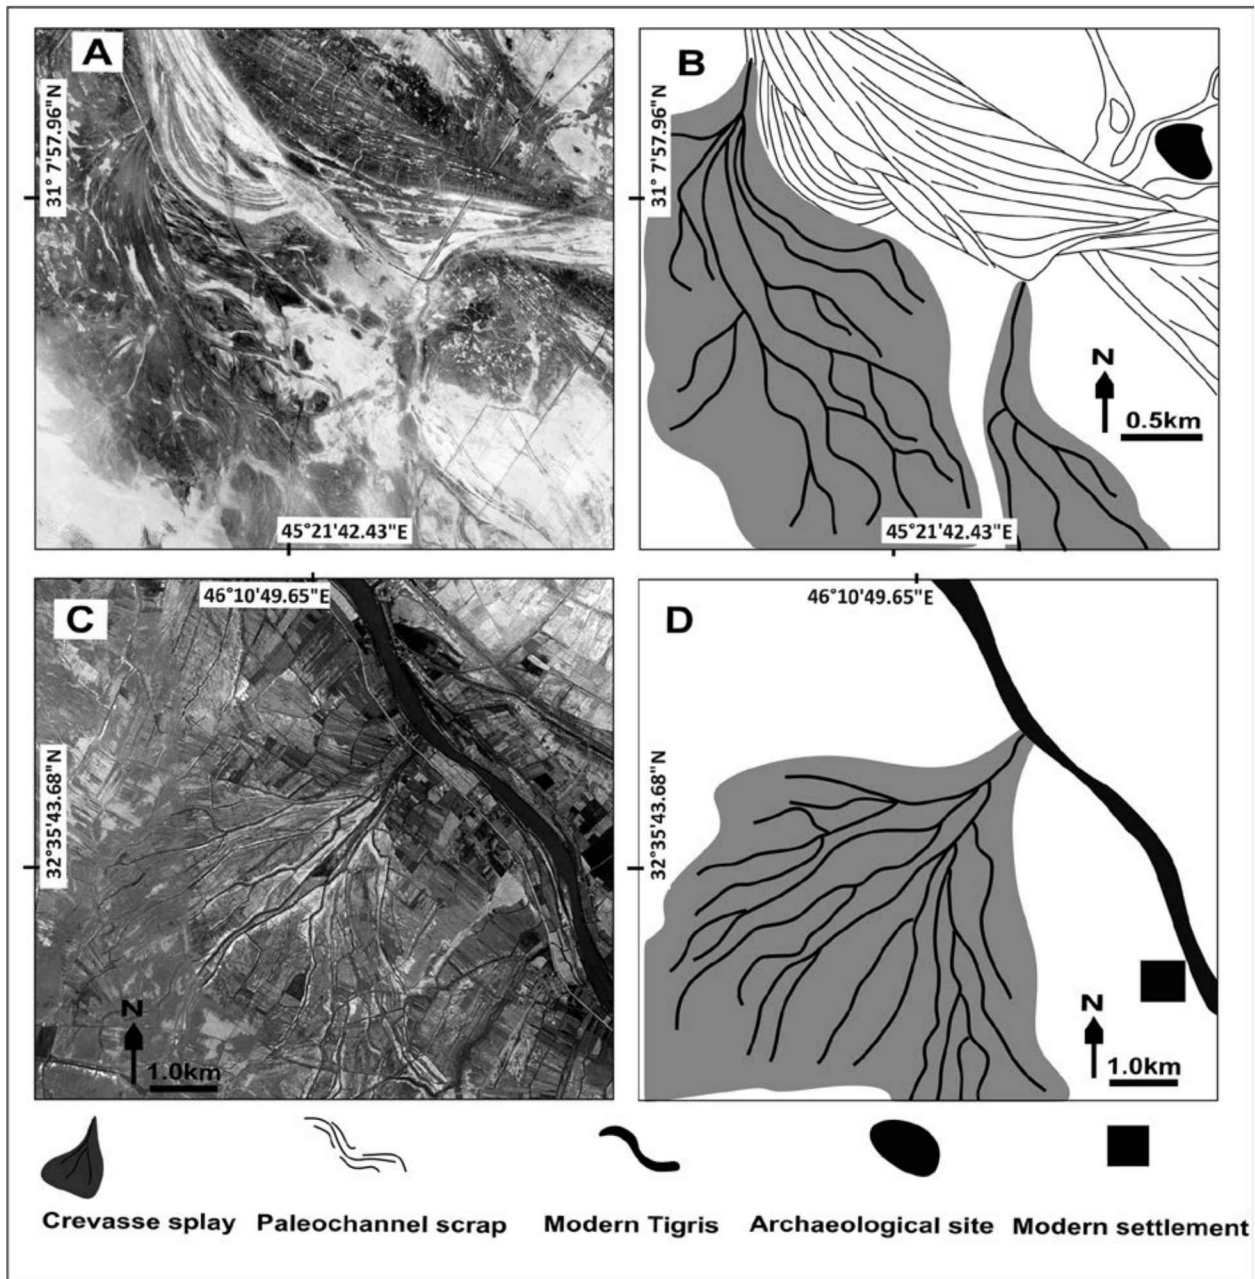 A
31° 7'57.96"N
45°21'42.43"E
B
31° 7'57.96"N
N
0.5km
45°21'42.43"E
C
46°10'49.65"E
32°35'43.68"N
N
1.0km
D
46°10'49.65"E
32°35'43.68"N
N
1.0km
Crevasse splay
Paleochannel scrap
Modern Tigris
Archaeological site
Modern settlement